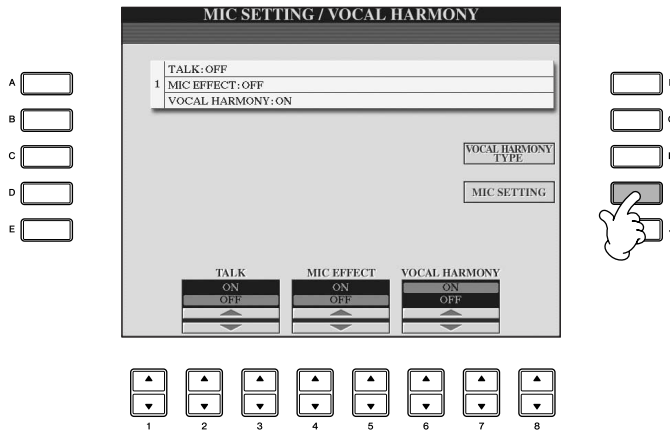 MIC SETTING / VOCAL HARMONY
TALK:OFF
1 MIC EFFECT:OFF
VOCAL HARMONY:ON
A
B
C
D
E
VOCAL HARMONY
TYPE
MIC SETTING
TALK MIC EFFECT VOCAL HARMONY
ON ON ON
OFF OFF OFF
1 2 3 4 5 6 7 8